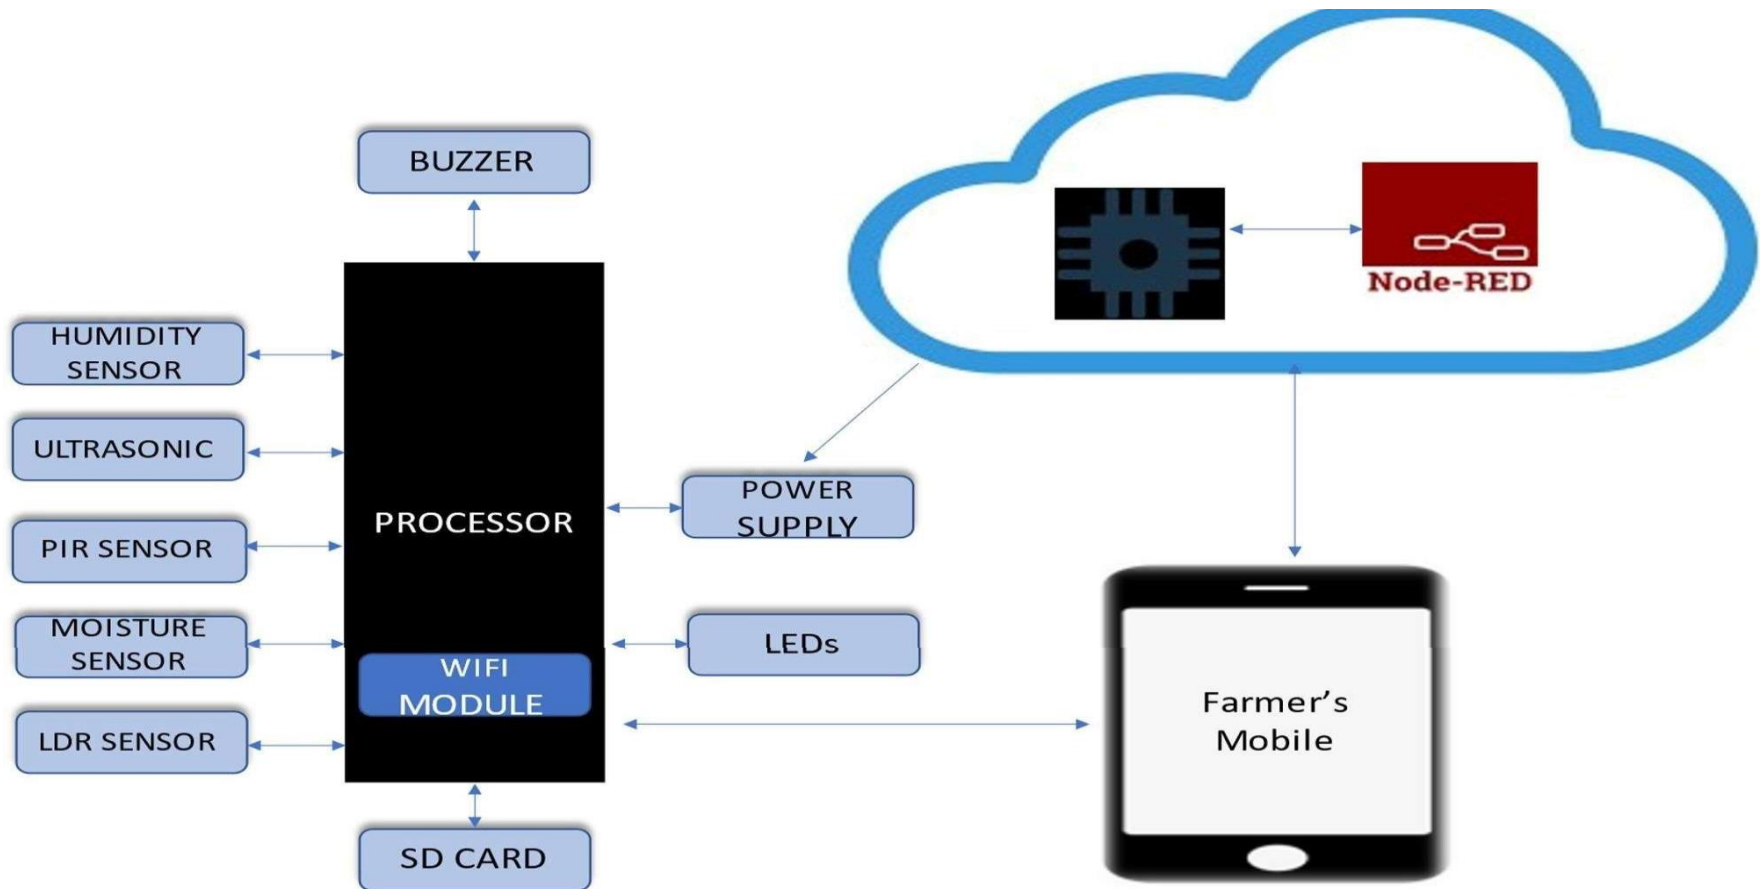 BUZZER
Node-RED
HUMIDITY
SENSOR
ULTRASONIC
PIR SENSOR
MOISTURE
SENSOR
LDR SENSOR
PROCESSOR
WIFI
MODULE
SD CARD
POWER
SUPPLY
LEDs
Farmer’s
Mobile